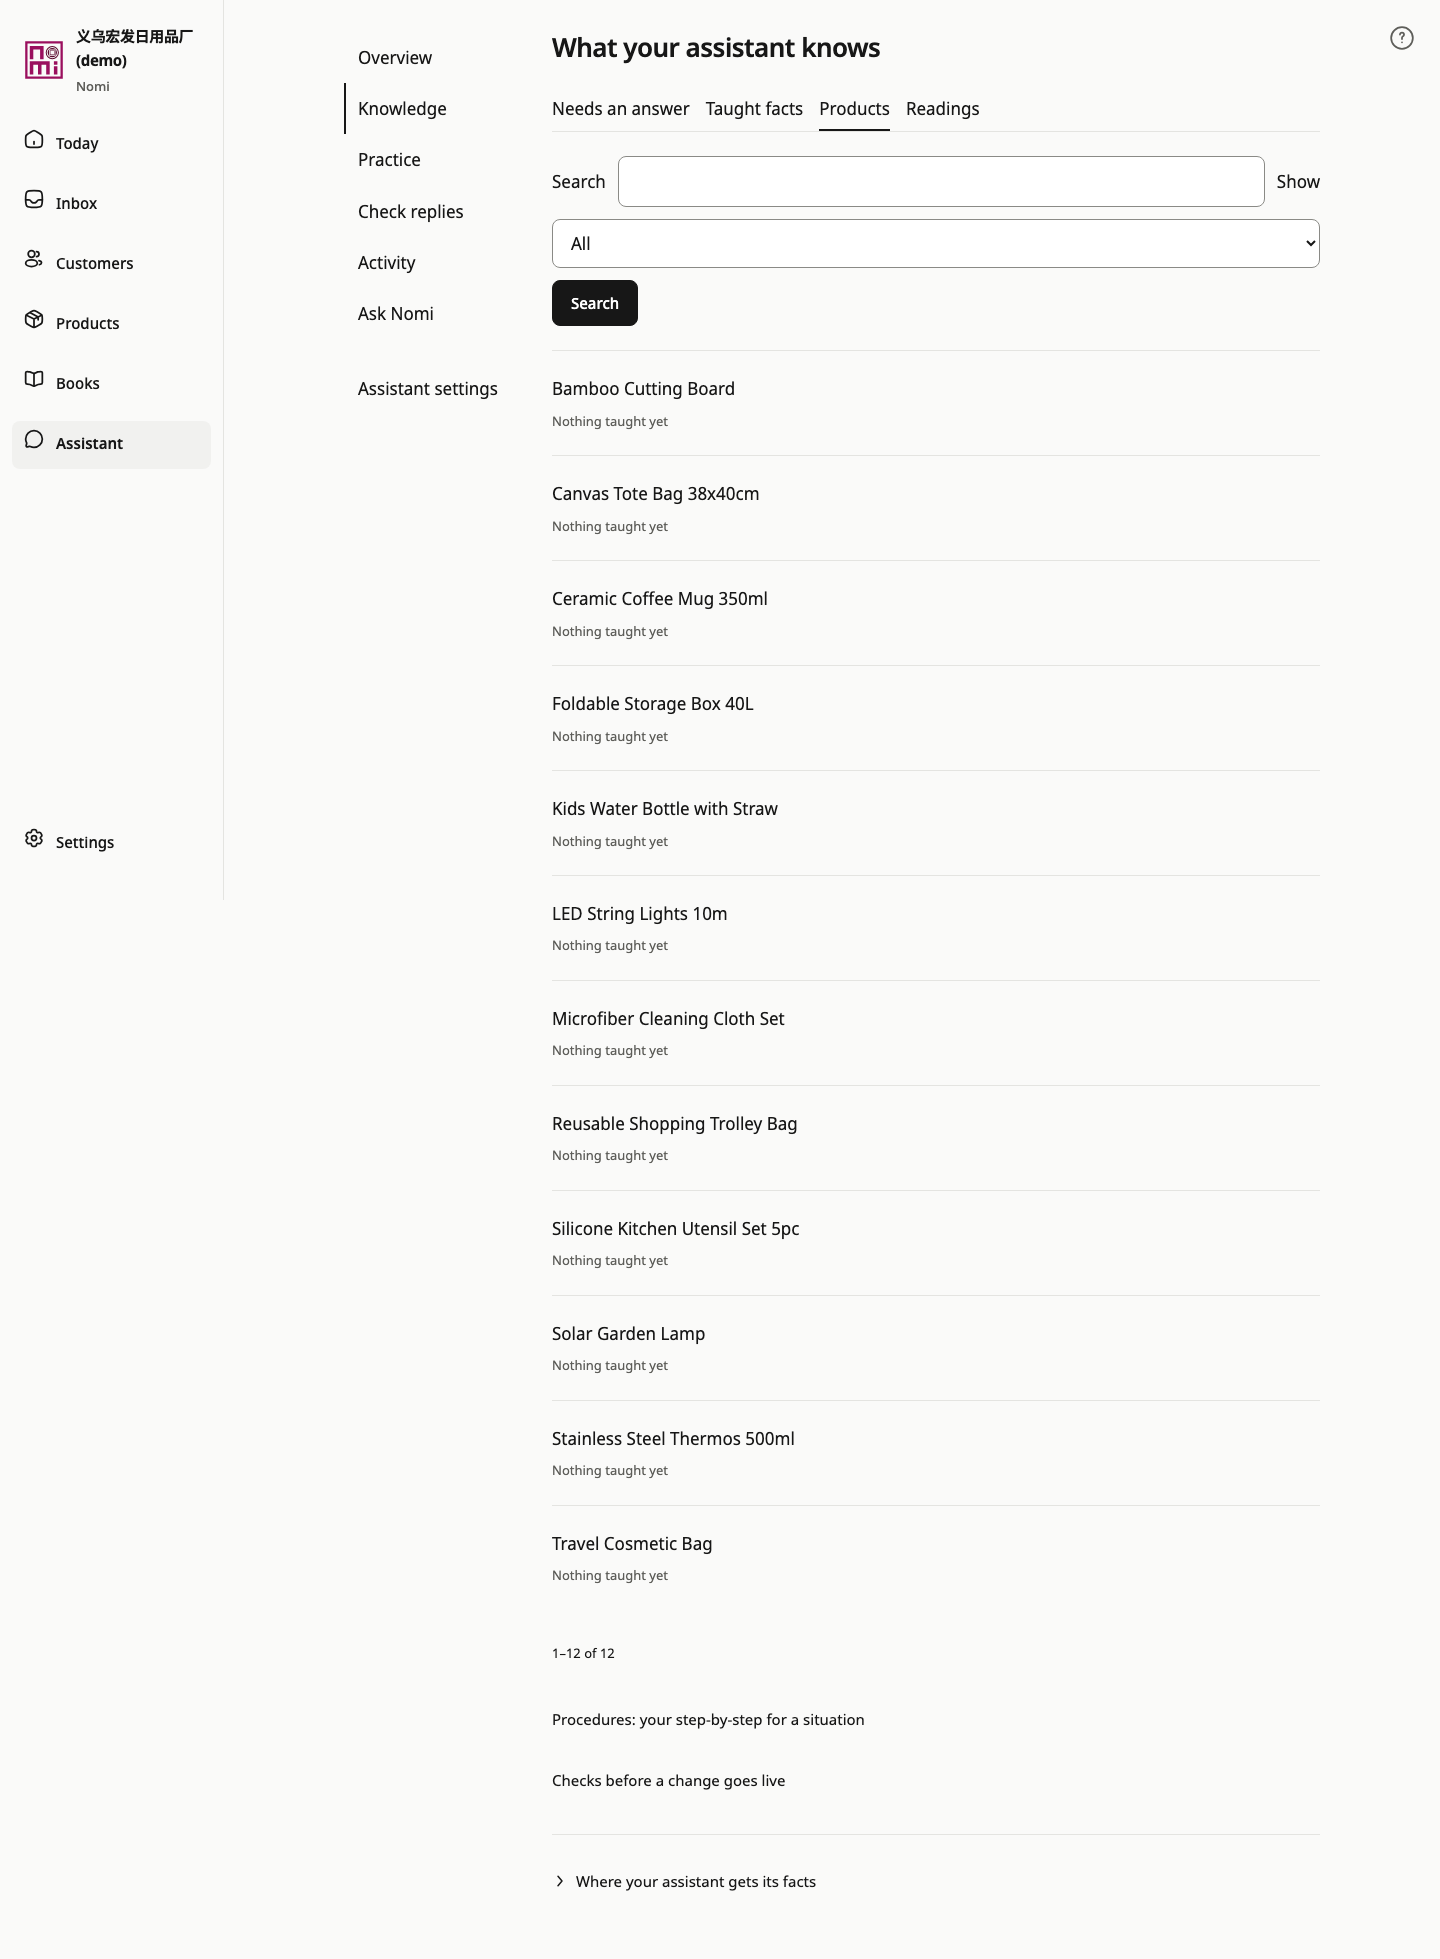 义乌宏发日用品厂
(demo)
Nomi
Today
Inbox
Customers
Products
Books
Assistant
Settings
Overview
Knowledge
Practice
Check replies
Activity
Ask Nomi
Assistant settings
What your assistant knows
Needs an answer Taught facts Products Readings
Search Show
All
Search
Bamboo Cutting Board
Nothing taught yet
Canvas Tote Bag 38x40cm
Nothing taught yet
Ceramic Coffee Mug 350ml
Nothing taught yet
Foldable Storage Box 40L
Nothing taught yet
Kids Water Bottle with Straw
Nothing taught yet
LED String Lights 10m
Nothing taught yet
Microfiber Cleaning Cloth Set
Nothing taught yet
Reusable Shopping Trolley Bag
Nothing taught yet
Silicone Kitchen Utensil Set 5pc
Nothing taught yet
Solar Garden Lamp
Nothing taught yet
Stainless Steel Thermos 500ml
Nothing taught yet
Travel Cosmetic Bag
Nothing taught yet
1–12 of 12
Procedures: your step-by-step for a situation
Checks before a change goes live
Where your assistant gets its facts